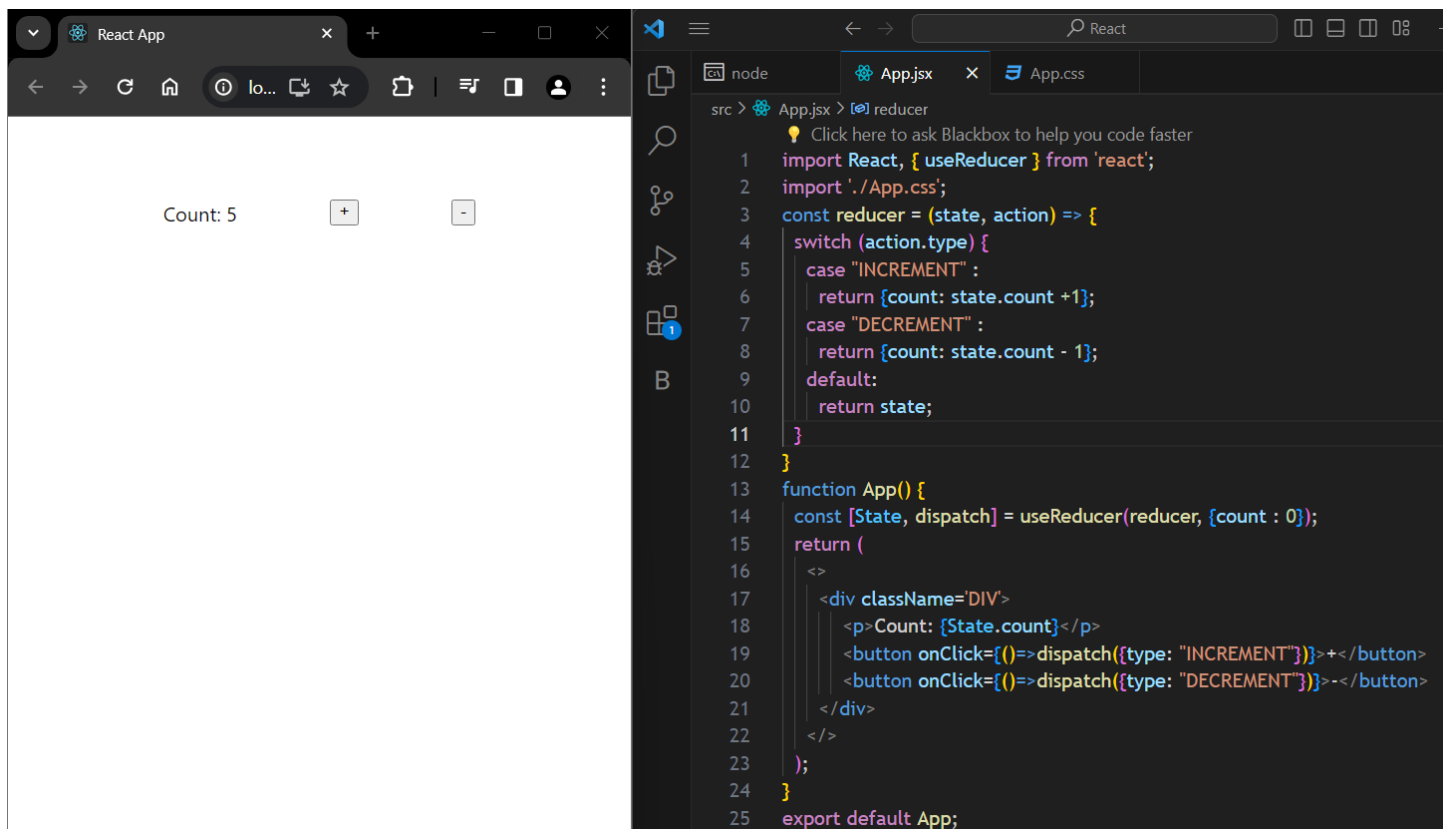 React App
lo...
Count: 5
+
-
React
node
App.jsx
App.css
src > App.jsx > reducer
Click here to ask Blackbox to help you code faster
1 import React, { useReducer } from 'react';
2 import './App.css';
3 const reducer = (state, action) => {
4 switch (action.type) {
5 case "INCREMENT" :
6 return {count: state.count +1};
7 case "DECREMENT" :
8 return {count: state.count - 1};
9 default:
10 return state;
11 }
12 }
13 function App() {
14 const [State, dispatch] = useReducer(reducer, {count : 0});
15 return (
16 <>
17 <div className='DIV'>
18 <p>Count: {State.count}</p>
19 <button onClick={()=>dispatch({type: "INCREMENT"})}>+</button>
20 <button onClick={()=>dispatch({type: "DECREMENT"})}>-</button>
21 </div>
22 </>
23 );
24 }
25 export default App;
1
B